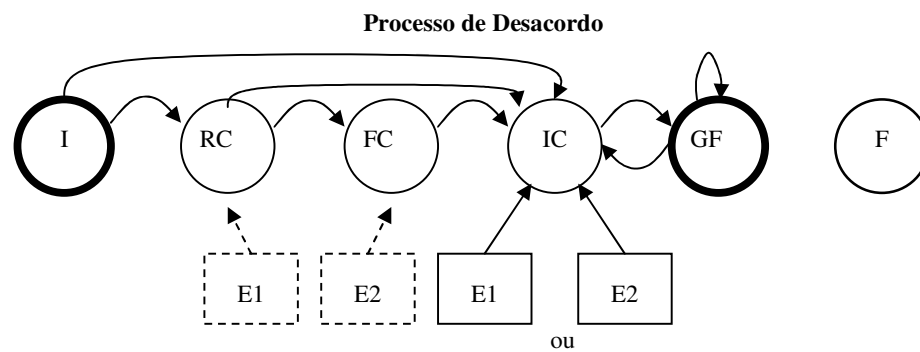 Processo de Desacordo
I RC FC IC GF F
E1 E2 E1 E2
ou